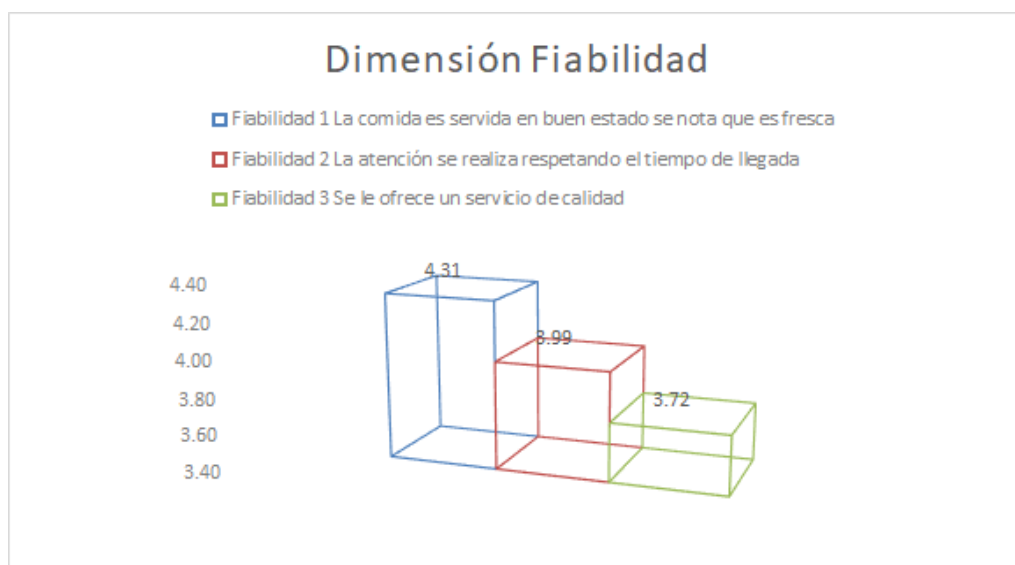 Dimensión Fiabilidad
Fiabilidad 1 La comida es servida en buen estado se nota que es fresca
Fiabilidad 2 La atención se realiza respetando el tiempo de llegada
Fiabilidad 3 Se le ofrece un servicio de calidad
4.31
4.40
4.20
3.99
4.00
3.80
3.72
3.60
3.40